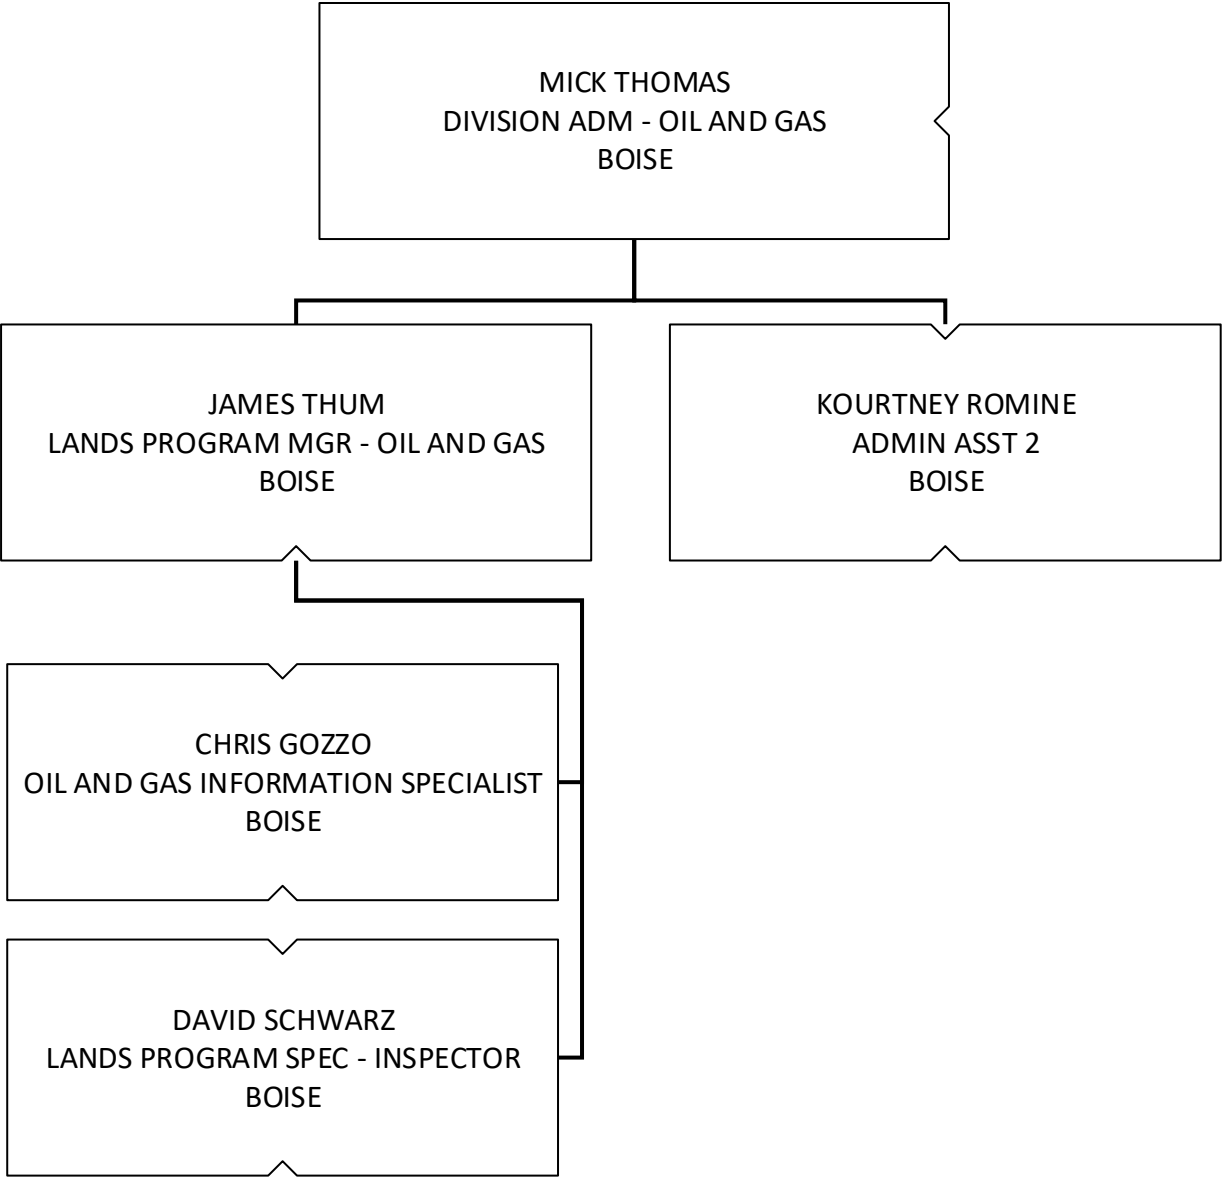 MICK THOMAS
DIVISION ADM - OIL AND GAS
BOISE
JAMES THUM
LANDS PROGRAM MGR - OIL AND GAS
BOISE
KOURTNEY ROMINE
ADMIN ASST 2
BOISE
CHRIS GOZZO
OIL AND GAS INFORMATION SPECIALIST
BOISE
DAVID SCHWARZ
LANDS PROGRAM SPEC - INSPECTOR
BOISE